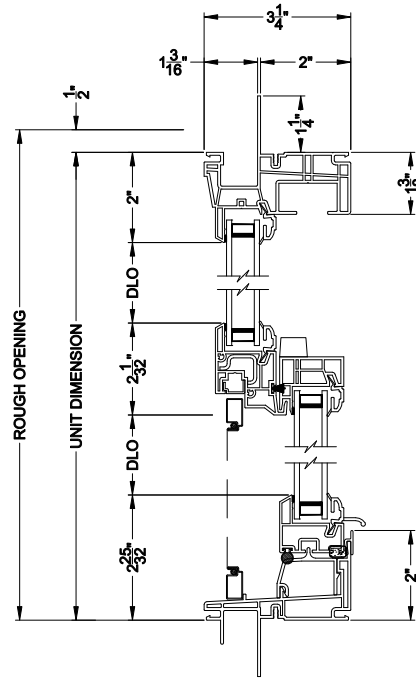 3 1/4"
1 3/16"
2"
1/2"
1 1/4"
2"
DLO
2 1/32"
DLO
2 25/32"
2"
ROUGH OPENING
UNIT DIMENSION